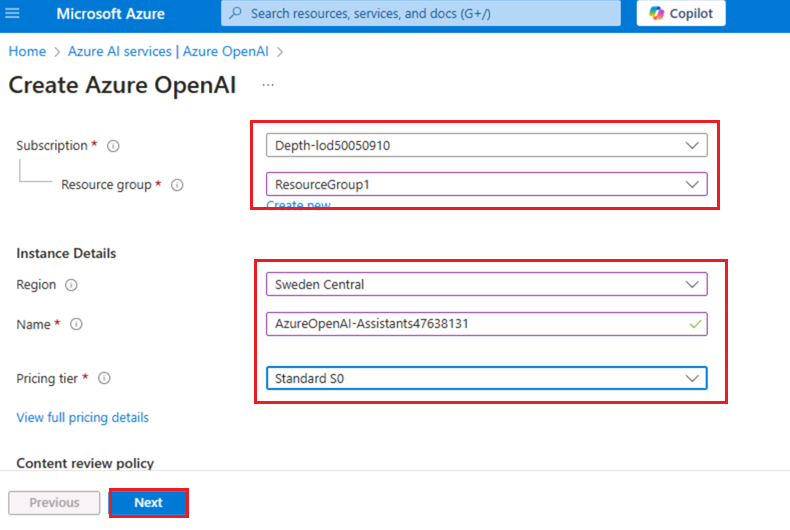 Microsoft Azure
Search resources, services, and docs (G+/)
Copilot
Home > Azure AI services | Azure OpenAI >
Create Azure OpenAI ...
Subscription *
Depth-lod50050910
Resource group *
ResourceGroup1
Create new
Instance Details
Region
Sweden Central
Name *
AzureOpenAI-Assistants47638131
Pricing tier *
Standard S0
View full pricing details
Content review policy
Previous
Next